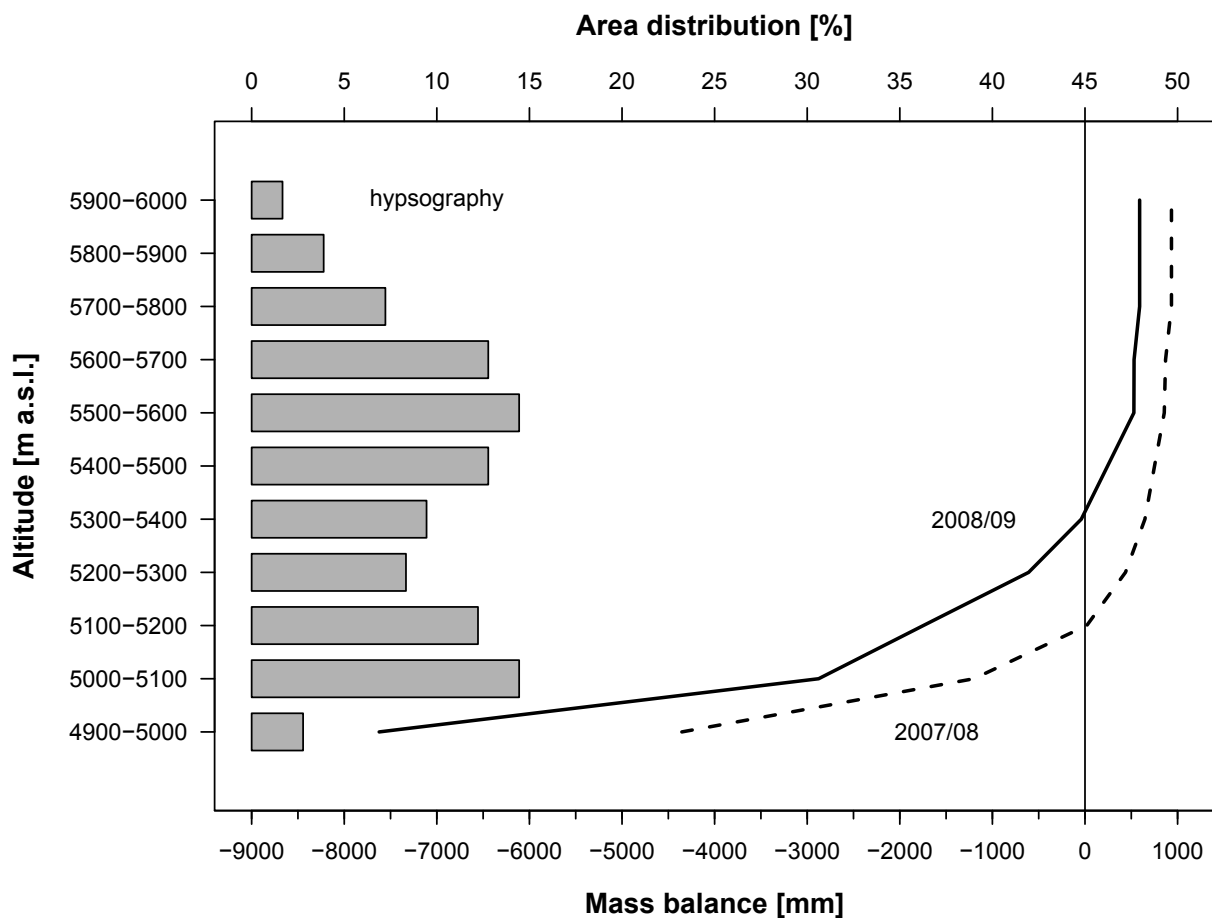 Area distribution [%]
0 5 10 15 20 25 30 35 40 45 50
Altitude [m a.s.l.]
5900−6000
hypsography
5800−5900
5700−5800
5600−5700
5500−5600
5400−5500
5300−5400
2008/09
5200−5300
5100−5200
5000−5100
4900−5000
2007/08
−9000 −8000 −7000 −6000 −5000 −4000 −3000 −2000 −1000 0 1000
Mass balance [mm]